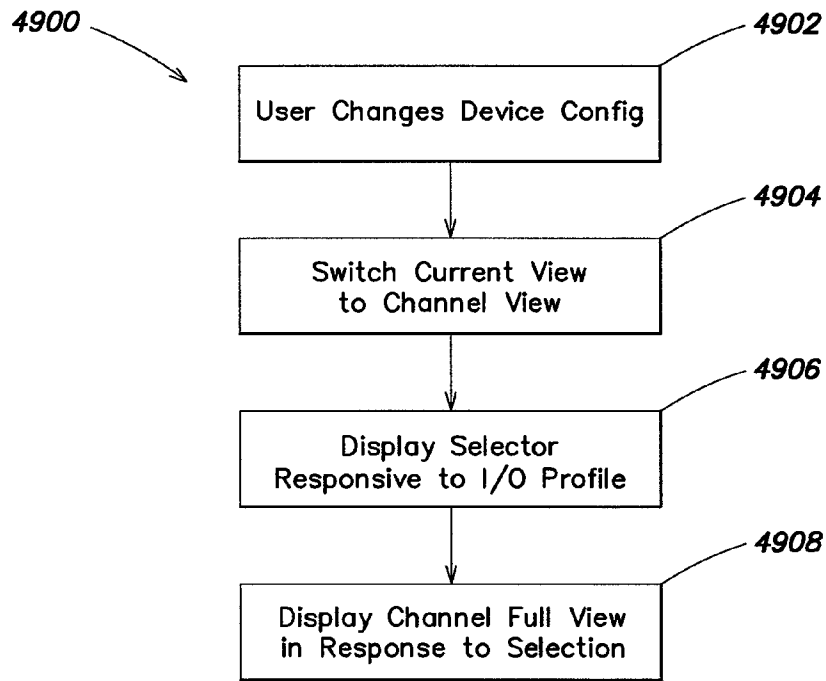 4900
4902
User Changes Device Config
4904
Switch Current View
to Channel View
4906
Display Selector
Responsive to I/O Profile
4908
Display Channel Full View
in Response to Selection